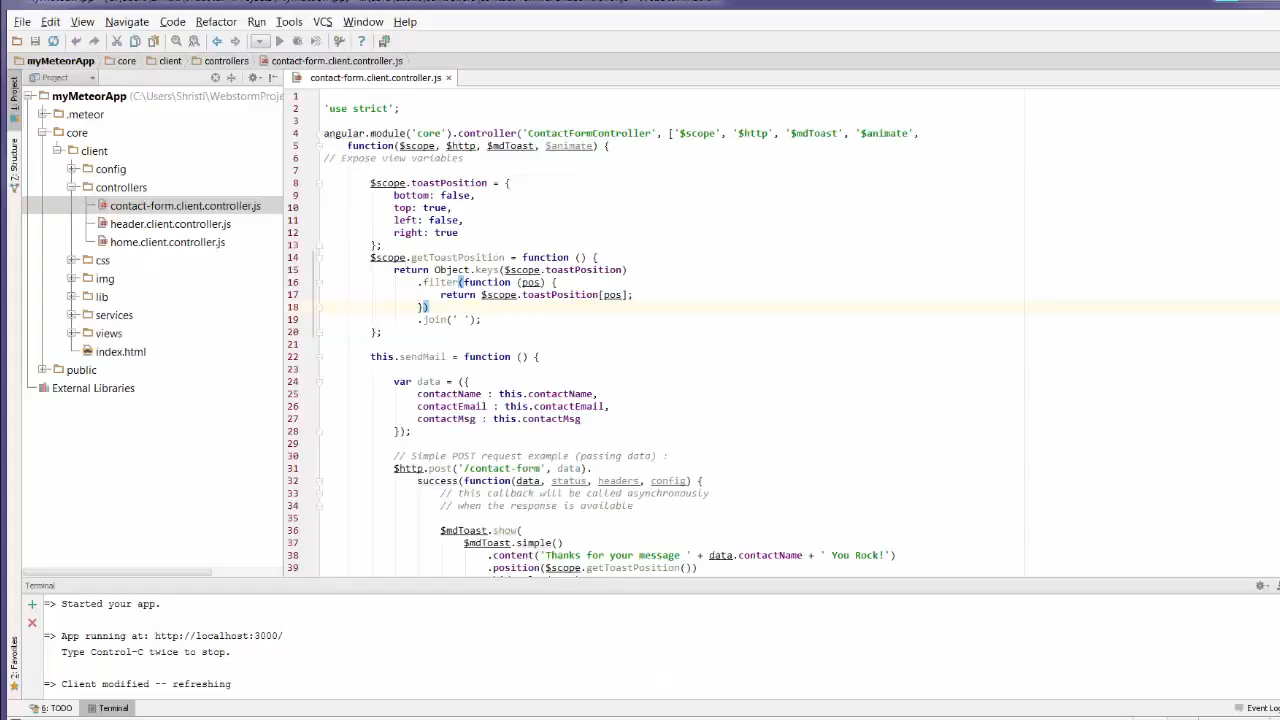 File Edit View Navigate Code Refactor Run Tools VCS Window Help
myMeteorApp core client controllers contact-form.client.controller.js
Project contact-form.client.controller.js
1: Project
Z: Structure
2: Favorites
myMeteorApp (C:\Users\Shristi\WebstormProje
.meteor
core
client
config
controllers
contact-form.client.controller.js
header.client.controller.js
home.client.controller.js
css
img
lib
services
views
index.html
public
External Libraries
1
2 'use strict';
3
4 angular.module('core').controller('ContactFormController', ['$scope', '$http', '$mdToast', '$animate',
5 function($scope, $http, $mdToast, $animate) {
6 // Expose view variables
7
8 $scope.toastPosition = {
9 bottom: false,
10 top: true,
11 left: false,
12 right: true
13 };
14 $scope.getToastPosition = function () {
15 return Object.keys($scope.toastPosition)
16 .filter(function (pos) {
17 return $scope.toastPosition[pos];
18 })
19 .join(' ');
20 };
21
22 this.sendMail = function () {
23
24 var data = ({
25 contactName : this.contactName,
26 contactEmail : this.contactEmail,
27 contactMsg : this.contactMsg
28 });
29
30 // Simple POST request example (passing data) :
31 $http.post('/contact-form', data).
32 success(function(data, status, headers, config) {
33 // this callback will be called asynchronously
34 // when the response is available
35
36 $mdToast.show(
37 $mdToast.simple()
38 .content('Thanks for your message ' + data.contactName + ' You Rock!')
39 .position($scope.getToastPosition())
Terminal
=> Started your app.
=> App running at: http://localhost:3000/
Type Control-C twice to stop.
=> Client modified -- refreshing
6: TODO Terminal Event Log